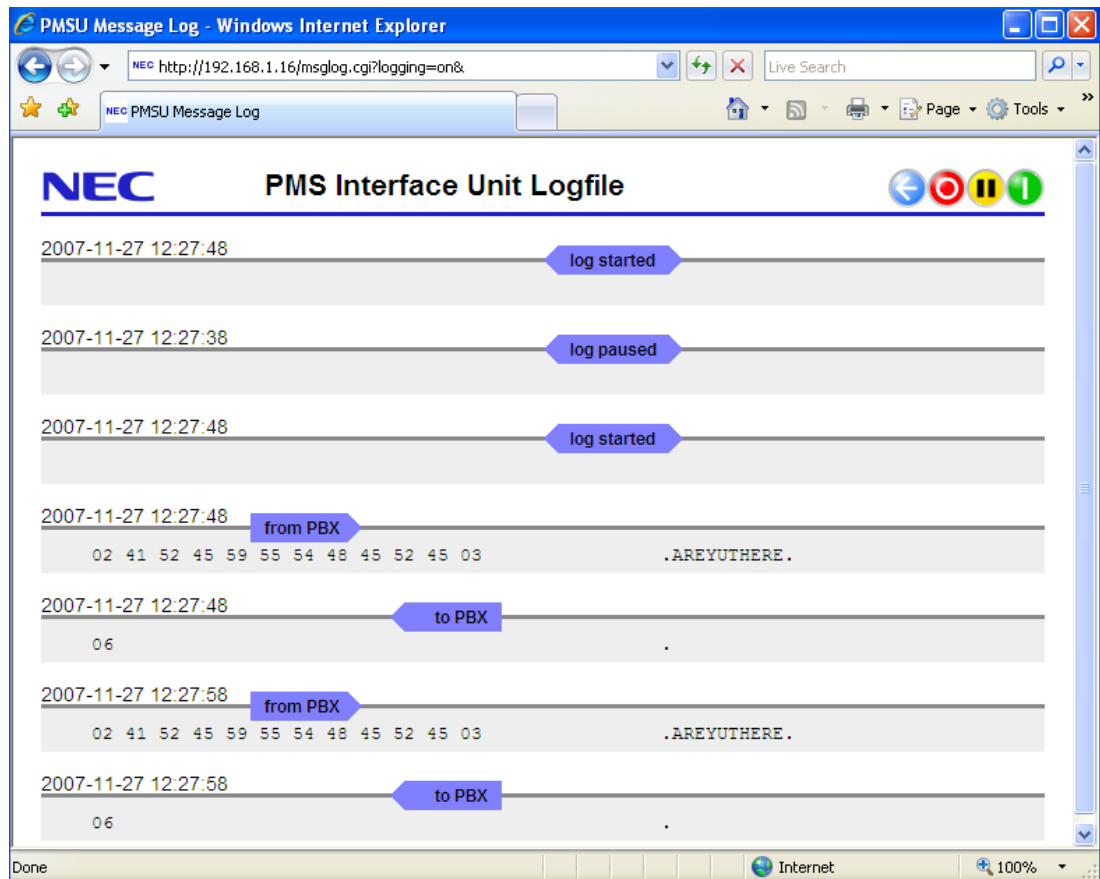 PMSU Message Log - Windows Internet Explorer
NEC http://192.168.1.16/msglog.cgi?logging=on& Live Search
NEC PMSU Message Log Page Tools »
NEC PMS Interface Unit Logfile
2007-11-27 12:27:48
log started
2007-11-27 12:27:38
log paused
2007-11-27 12:27:48
log started
2007-11-27 12:27:48
from PBX
02 41 52 45 59 55 54 48 45 52 45 03 .AREYUTHERE.
2007-11-27 12:27:48
to PBX
06 .
2007-11-27 12:27:58
from PBX
02 41 52 45 59 55 54 48 45 52 45 03 .AREYUTHERE.
2007-11-27 12:27:58
to PBX
06 .
Done Internet 100%